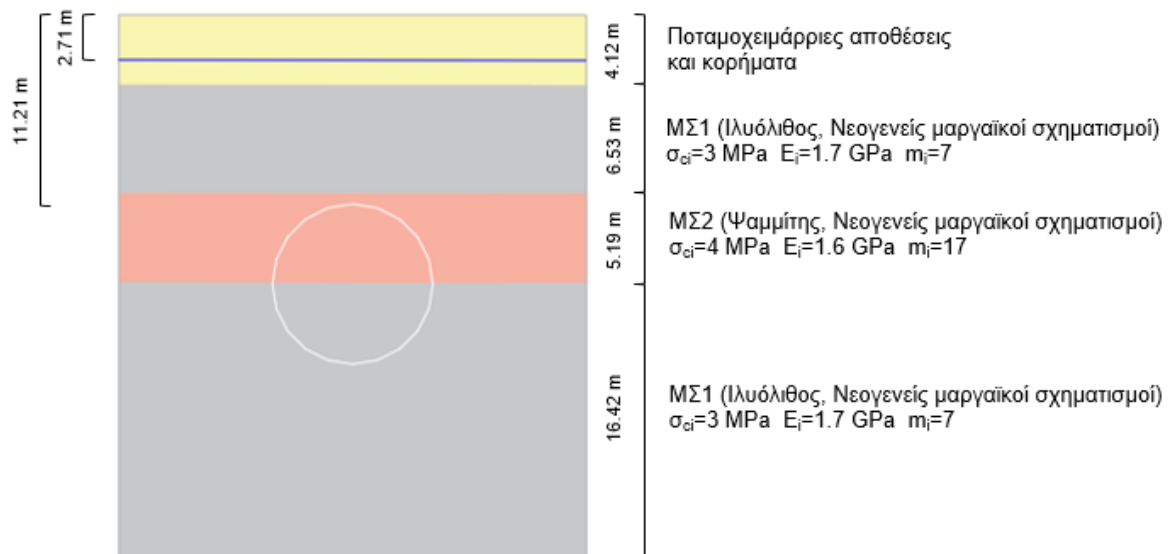 2.71 m
11.21 m
4.12 m
Ποταμοχειμάρριες αποθέσεις
και κορήματα
6.53 m
ΜΣ1 (Ιλυόλιθος, Νεογενείς μαργαϊκοί σχηματισμοί)
σci=3 MPa Ei=1.7 GPa mi=7
5.19 m
ΜΣ2 (Ψαμμίτης, Νεογενείς μαργαϊκοί σχηματισμοί)
σci=4 MPa Ei=1.6 GPa mi=17
16.42 m
ΜΣ1 (Ιλυόλιθος, Νεογενείς μαργαϊκοί σχηματισμοί)
σci=3 MPa Ei=1.7 GPa mi=7